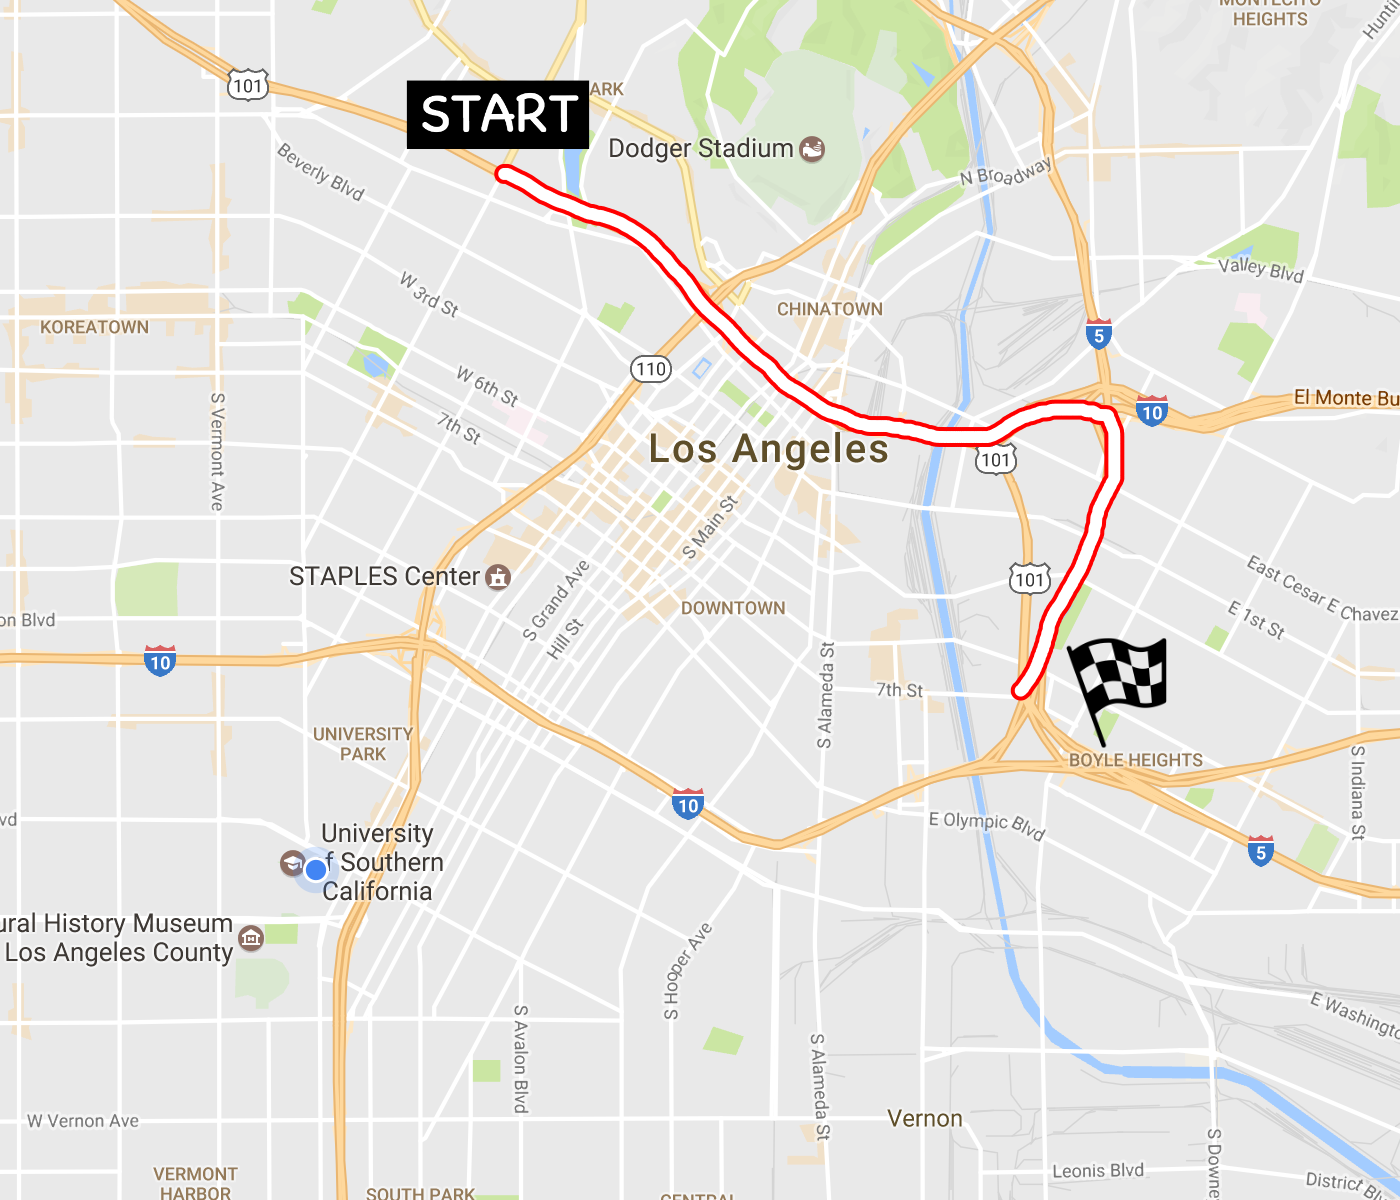 MONTECITO
HEIGHTS
101
START
ARK
Dodger Stadium
Beverly Blvd
N Broadway
Valley Blvd
W 3rd St
CHINATOWN
KOREATOWN
5
110
W 6th St
S Vermont Ave
7th St
El Monte Bu
10
Los Angeles
101
S Main St
STAPLES Center
S Grand Ave
Hill St
DOWNTOWN
101
East Cesar E Chavez
E 1st St
on Blvd
10
7th St
S Alameda St
UNIVERSITY
PARK
BOYLE HEIGHTS
S Indiana St
10
E Olympic Blvd
vd
University
f Southern
California
5
ural History Museum
Los Angeles County
S Hooper Ave
S Avalon Blvd
S Alameda St
E Washingto
W Vernon Ave
Vernon
S Downe
Leonis Blvd
District B
VERMONT
HARBOR
SOUTH PARK
CENTRAL